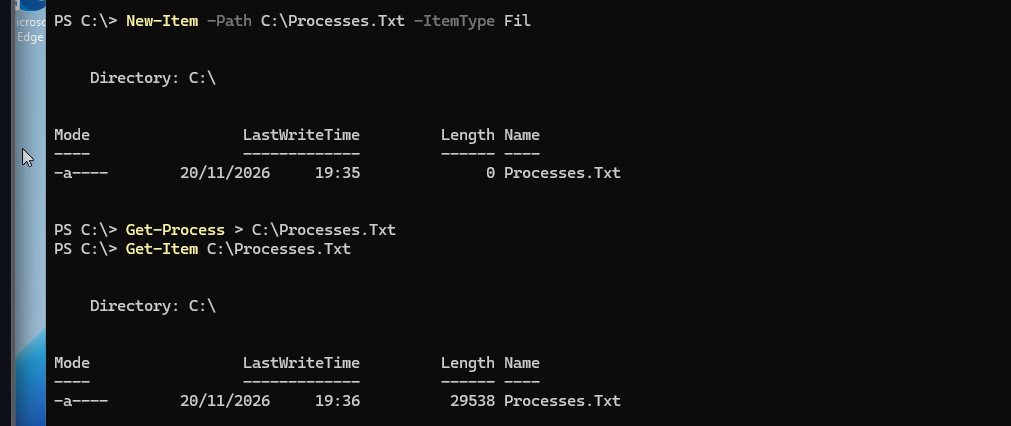 icrosc
Edge
PS C:\> New-Item -Path C:\Processes.Txt -ItemType Fil
Directory: C:\
Mode LastWriteTime Length Name
---- ------------- ------ ----
-a---- 20/11/2026 19:35 0 Processes.Txt
PS C:\> Get-Process > C:\Processes.Txt
PS C:\> Get-Item C:\Processes.Txt
Directory: C:\
Mode LastWriteTime Length Name
---- ------------- ------ ----
-a---- 20/11/2026 19:36 29538 Processes.Txt